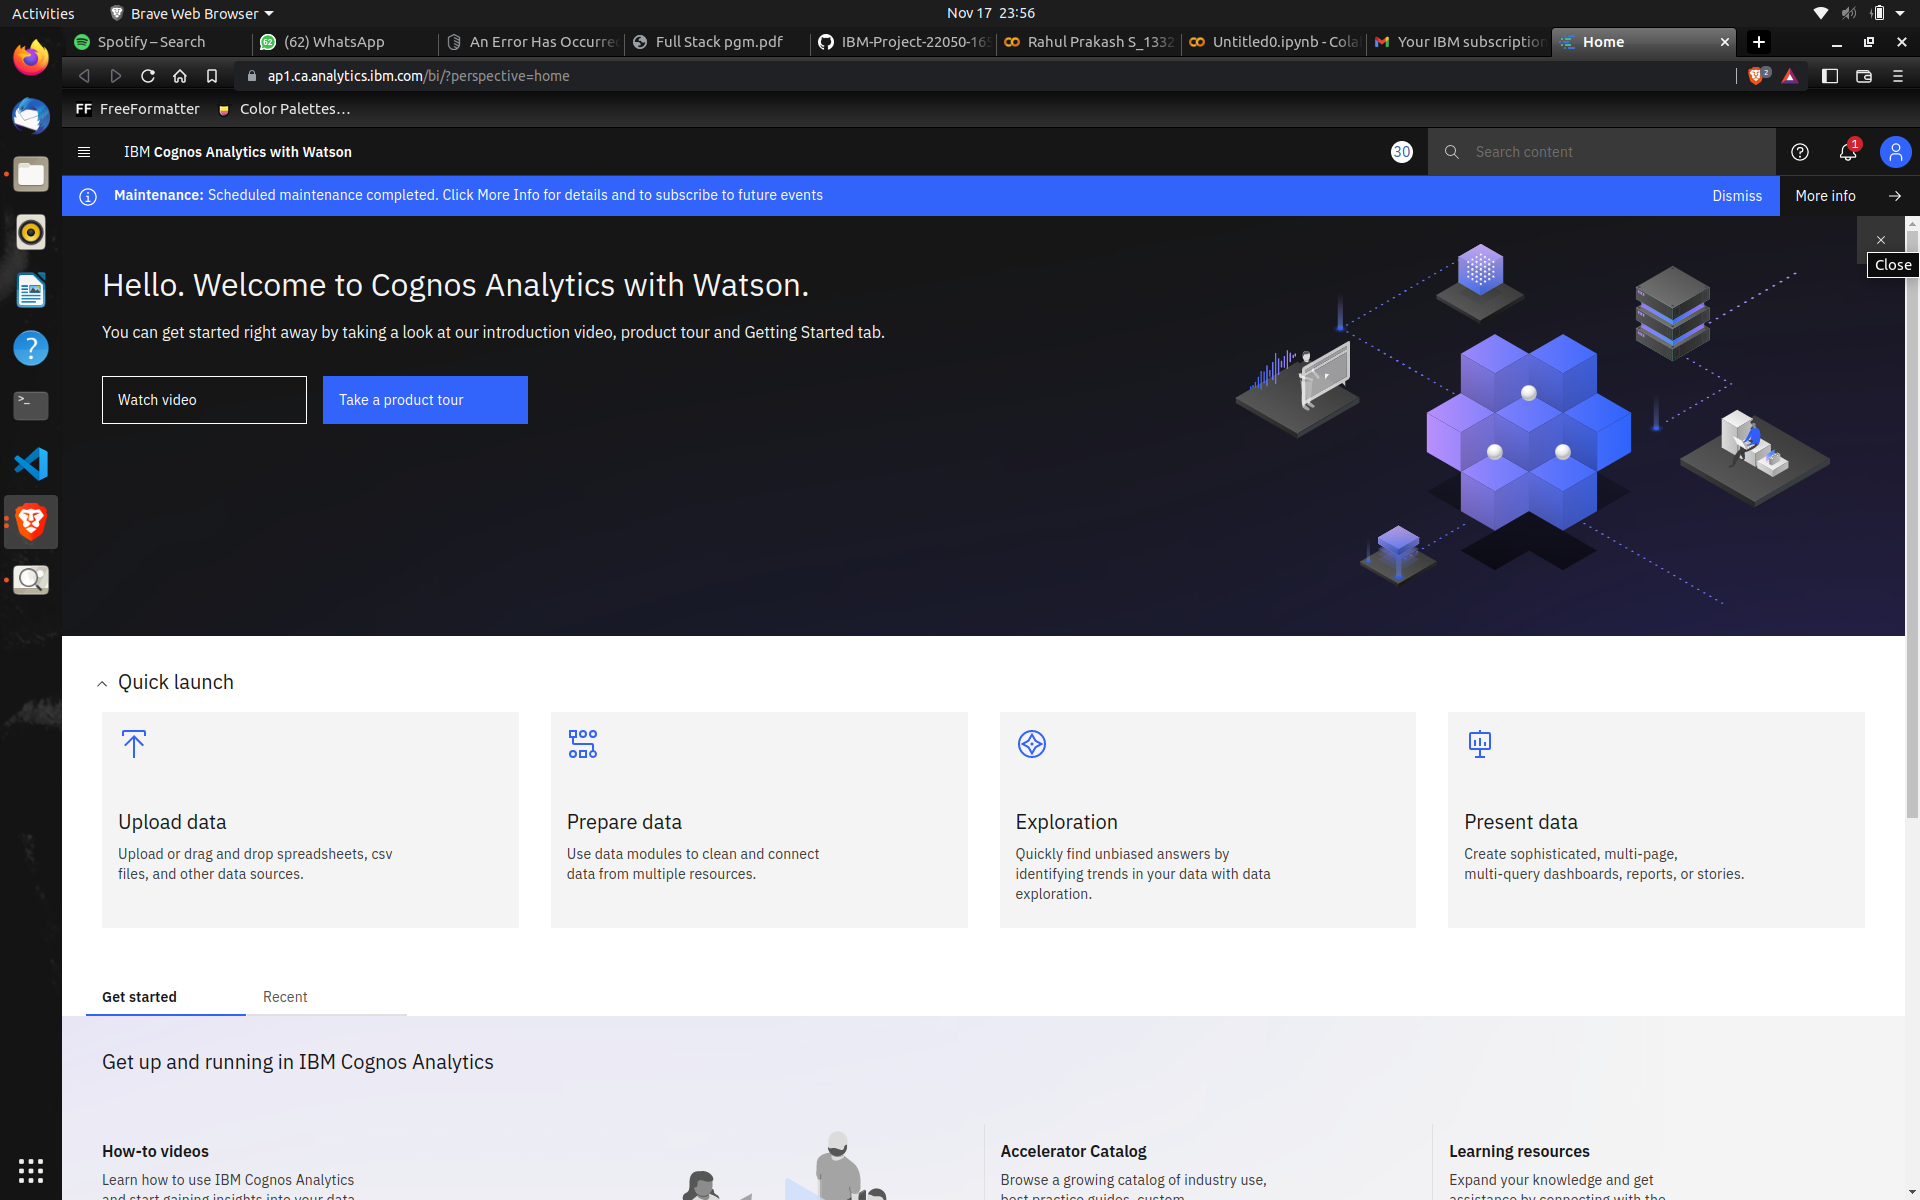 Activities
Brave Web Browser
Nov 17 23:56
Spotify – Search
(62) WhatsApp
An Error Has Occurre
Full Stack pgm.pdf
IBM-Project-22050-165
Rahul Prakash S_1332
Untitled0.ipynb - Cola
Your IBM subscription
Home
ap1.ca.analytics.ibm.com/bi/?perspective=home
2
FF FreeFormatter
Color Palettes...
IBM Cognos Analytics with Watson
30
Search content
1
Maintenance: Scheduled maintenance completed. Click More Info for details and to subscribe to future events
Dismiss
More info
Close
Hello. Welcome to Cognos Analytics with Watson.
You can get started right away by taking a look at our introduction video, product tour and Getting Started tab.
Watch video
Take a product tour
Quick launch
Upload data
Upload or drag and drop spreadsheets, csv
files, and other data sources.
Prepare data
Use data modules to clean and connect
data from multiple resources.
Exploration
Quickly find unbiased answers by
identifying trends in your data with data
exploration.
Present data
Create sophisticated, multi-page,
multi-query dashboards, reports, or stories.
Get started
Recent
Get up and running in IBM Cognos Analytics
How-to videos
Learn how to use IBM Cognos Analytics
and start gaining insights into your data
Accelerator Catalog
Browse a growing catalog of industry use,
best practice guides, custom
Learning resources
Expand your knowledge and get
assistance by connecting with the